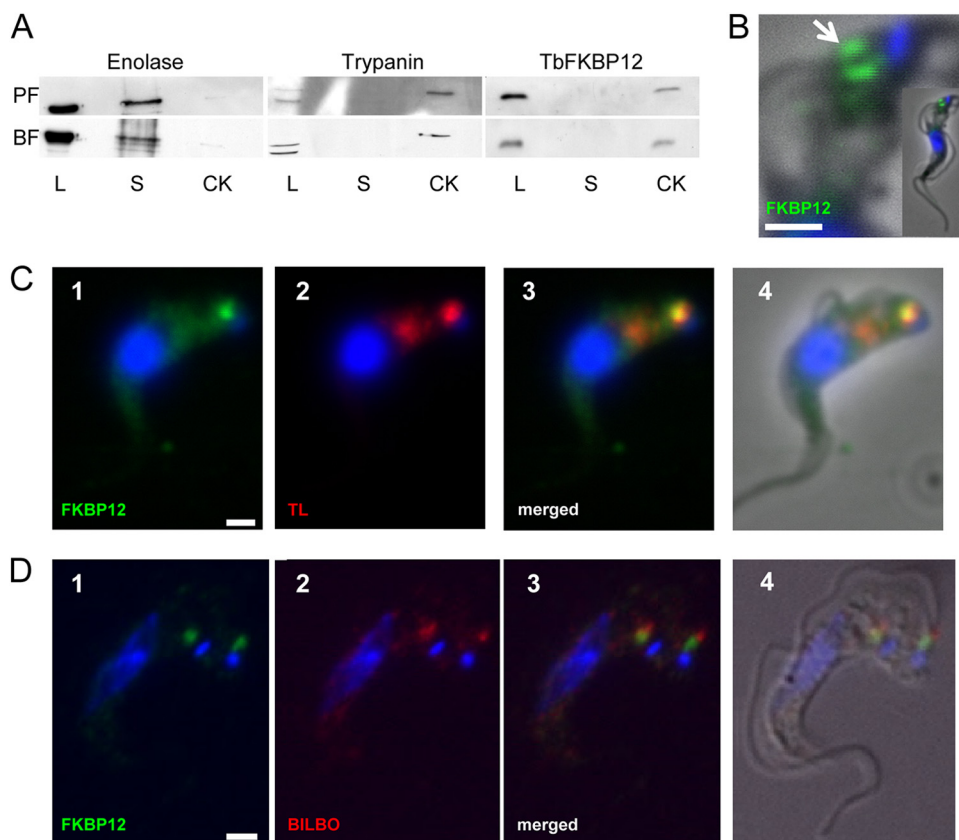 A
Enolase Trypanin TbFKBP12
PF
BF
L S CK L S CK L S CK
B
FKBP12
C
1 2 3 4
FKBP12 TL merged
D
1 2 3 4
FKBP12 BILBO merged